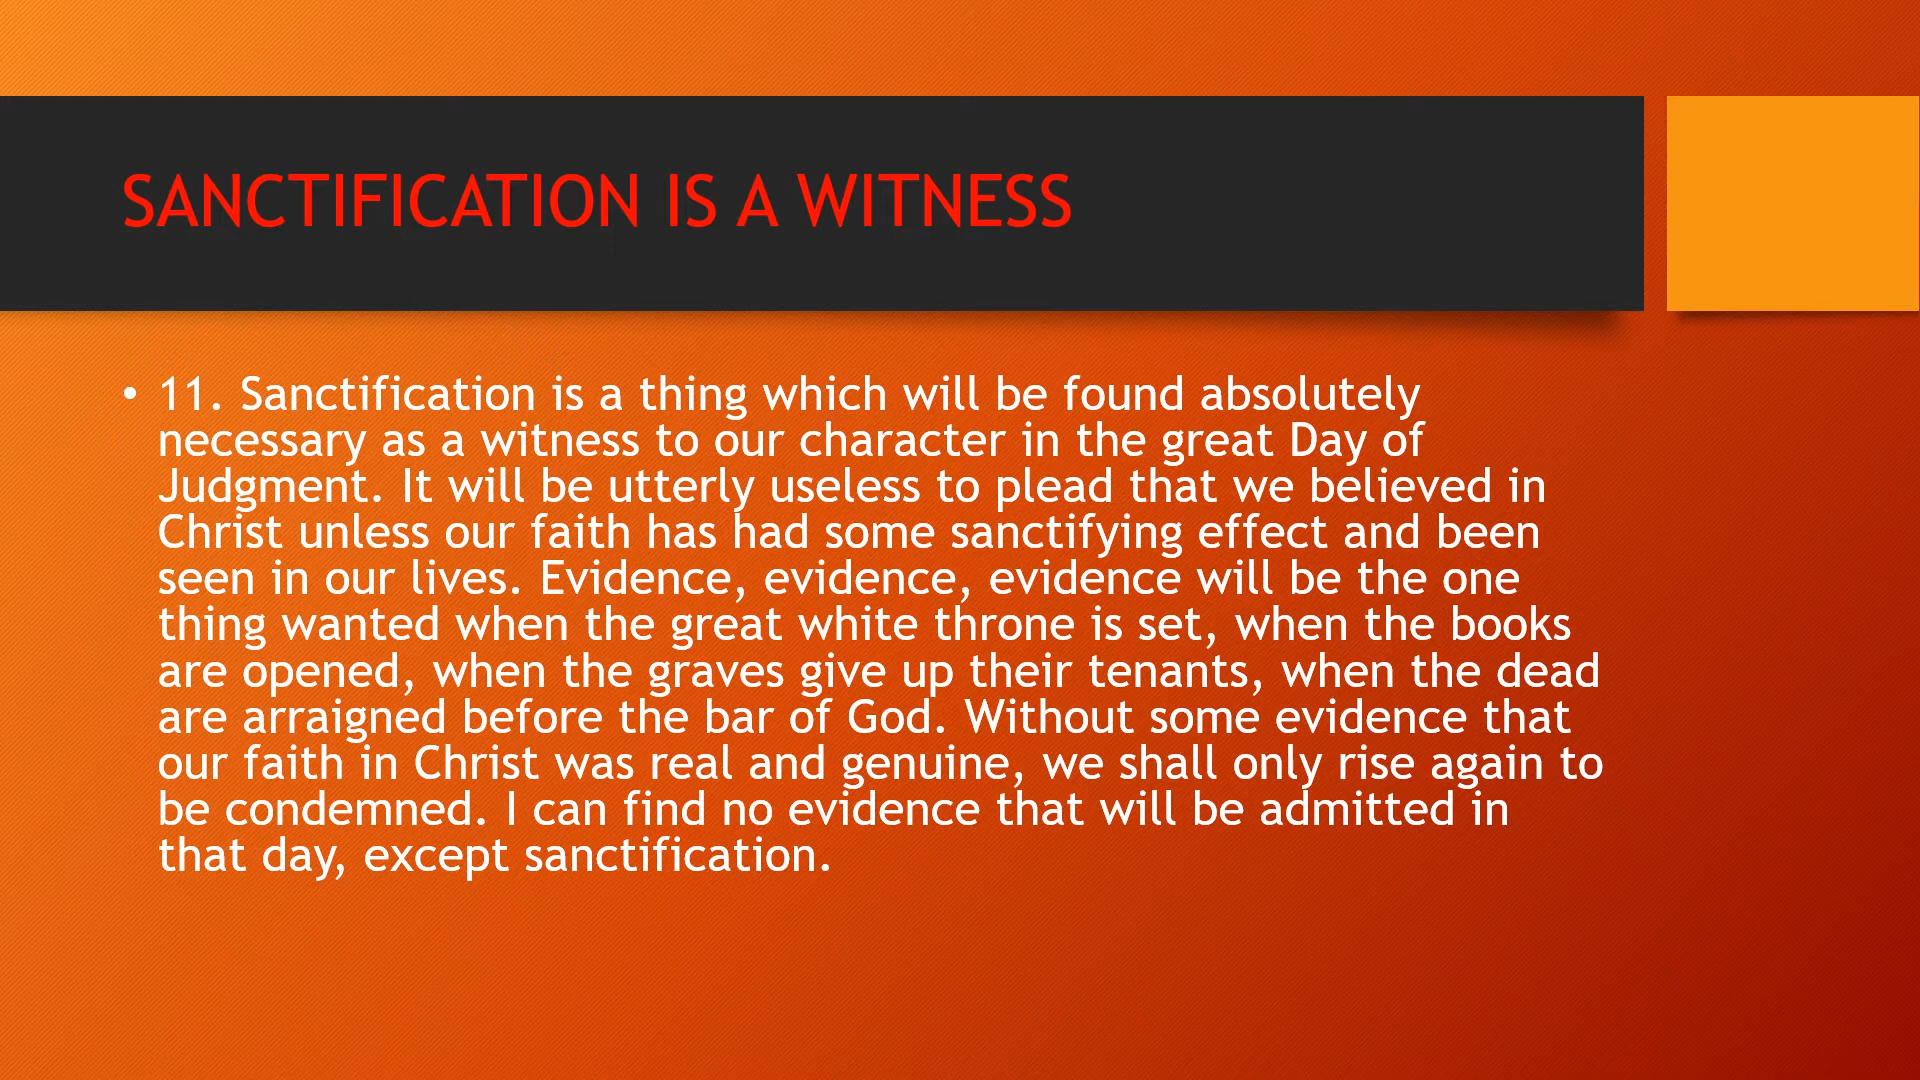 SANCTIFICATION IS A WITNESS
• 11. Sanctification is a thing which will be found absolutely
necessary as a witness to our character in the great Day of
Judgment. It will be utterly useless to plead that we believed in
Christ unless our faith has had some sanctifying effect and been
seen in our lives. Evidence, evidence, evidence will be the one
thing wanted when the great white throne is set, when the books
are opened, when the graves give up their tenants, when the dead
are arraigned before the bar of God. Without some evidence that
our faith in Christ was real and genuine, we shall only rise again to
be condemned. I can find no evidence that will be admitted in
that day, except sanctification.